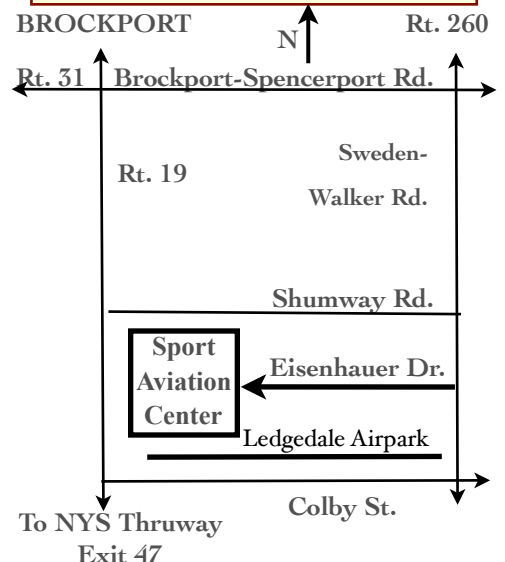 BROCKPORT
Rt. 260
N
Rt. 31
Brockport-Spencerport Rd.
Sweden-
Rt. 19
Walker Rd.
Shumway Rd.
Sport
Aviation
Center
Eisenhauer Dr.
Ledgedale Airpark
Colby St.
To NYS Thruway
Exit 47